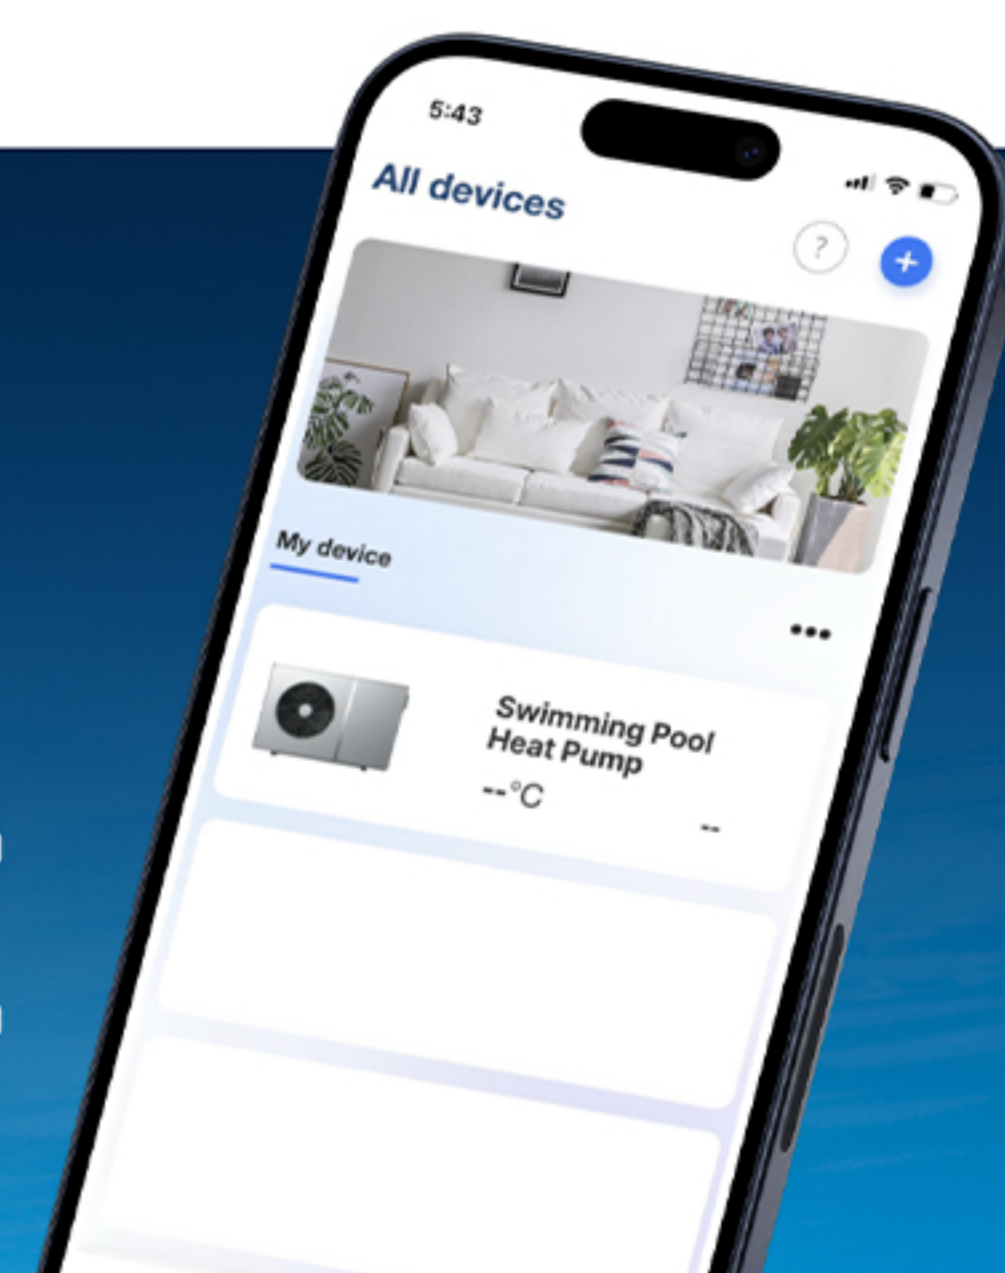 5:43
All devices
?
+
My device
Swimming Pool
Heat Pump
--°C
--